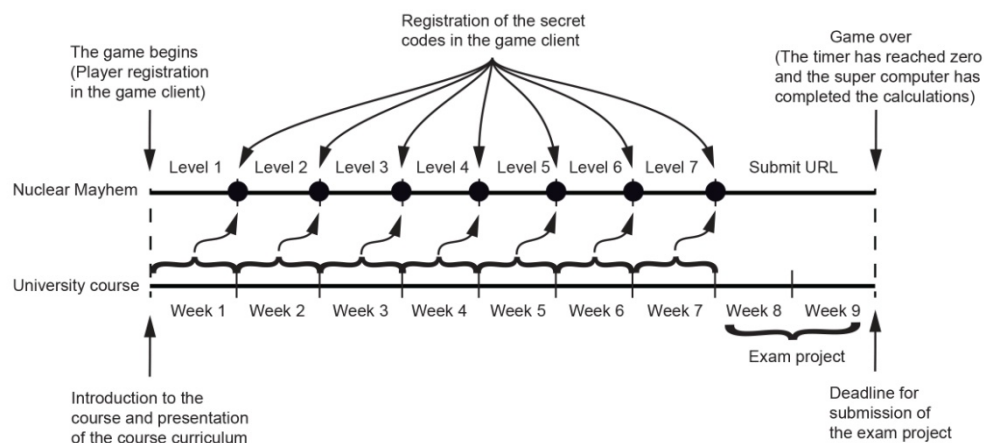 Registration of the secret
codes in the game client
The game begins
(Player registration
in the game client)
Game over
(The timer has reached zero
and the super computer has
completed the calculations)
Level 1 Level 2 Level 3 Level 4 Level 5 Level 6 Level 7 Submit URL
Nuclear Mayhem
University course
Week 1 Week 2 Week 3 Week 4 Week 5 Week 6 Week 7 Week 8 Week 9
Exam project
Introduction to the
course and presentation
of the course curriculum
Deadline for
submission of
the exam project